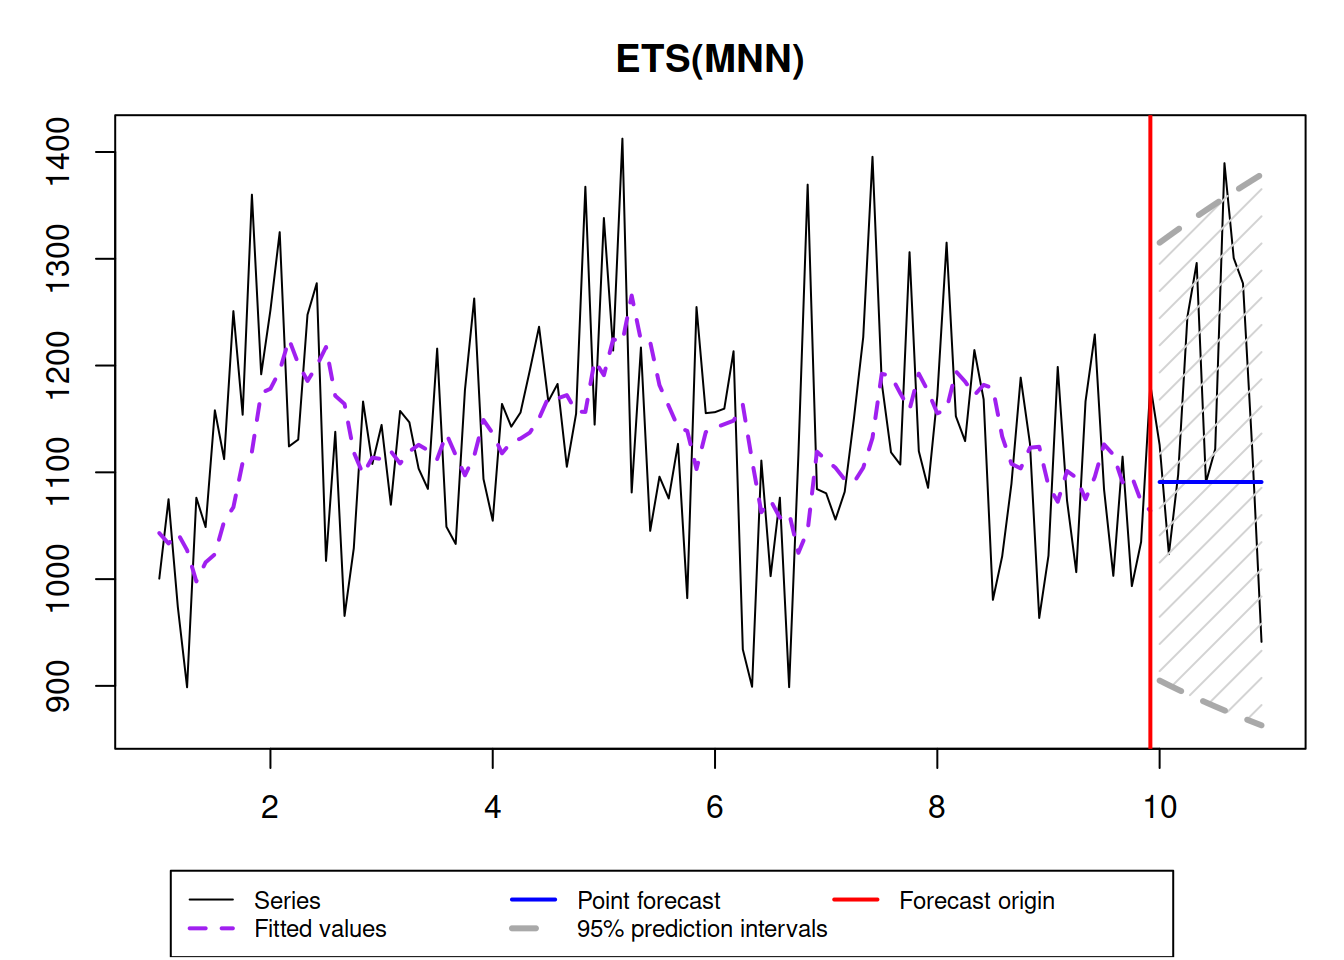 ETS(MNN)
1400
1300
1200
1100
1000
900
2 4 6 8 10
Series Point forecast Forecast origin
Fitted values 95% prediction intervals